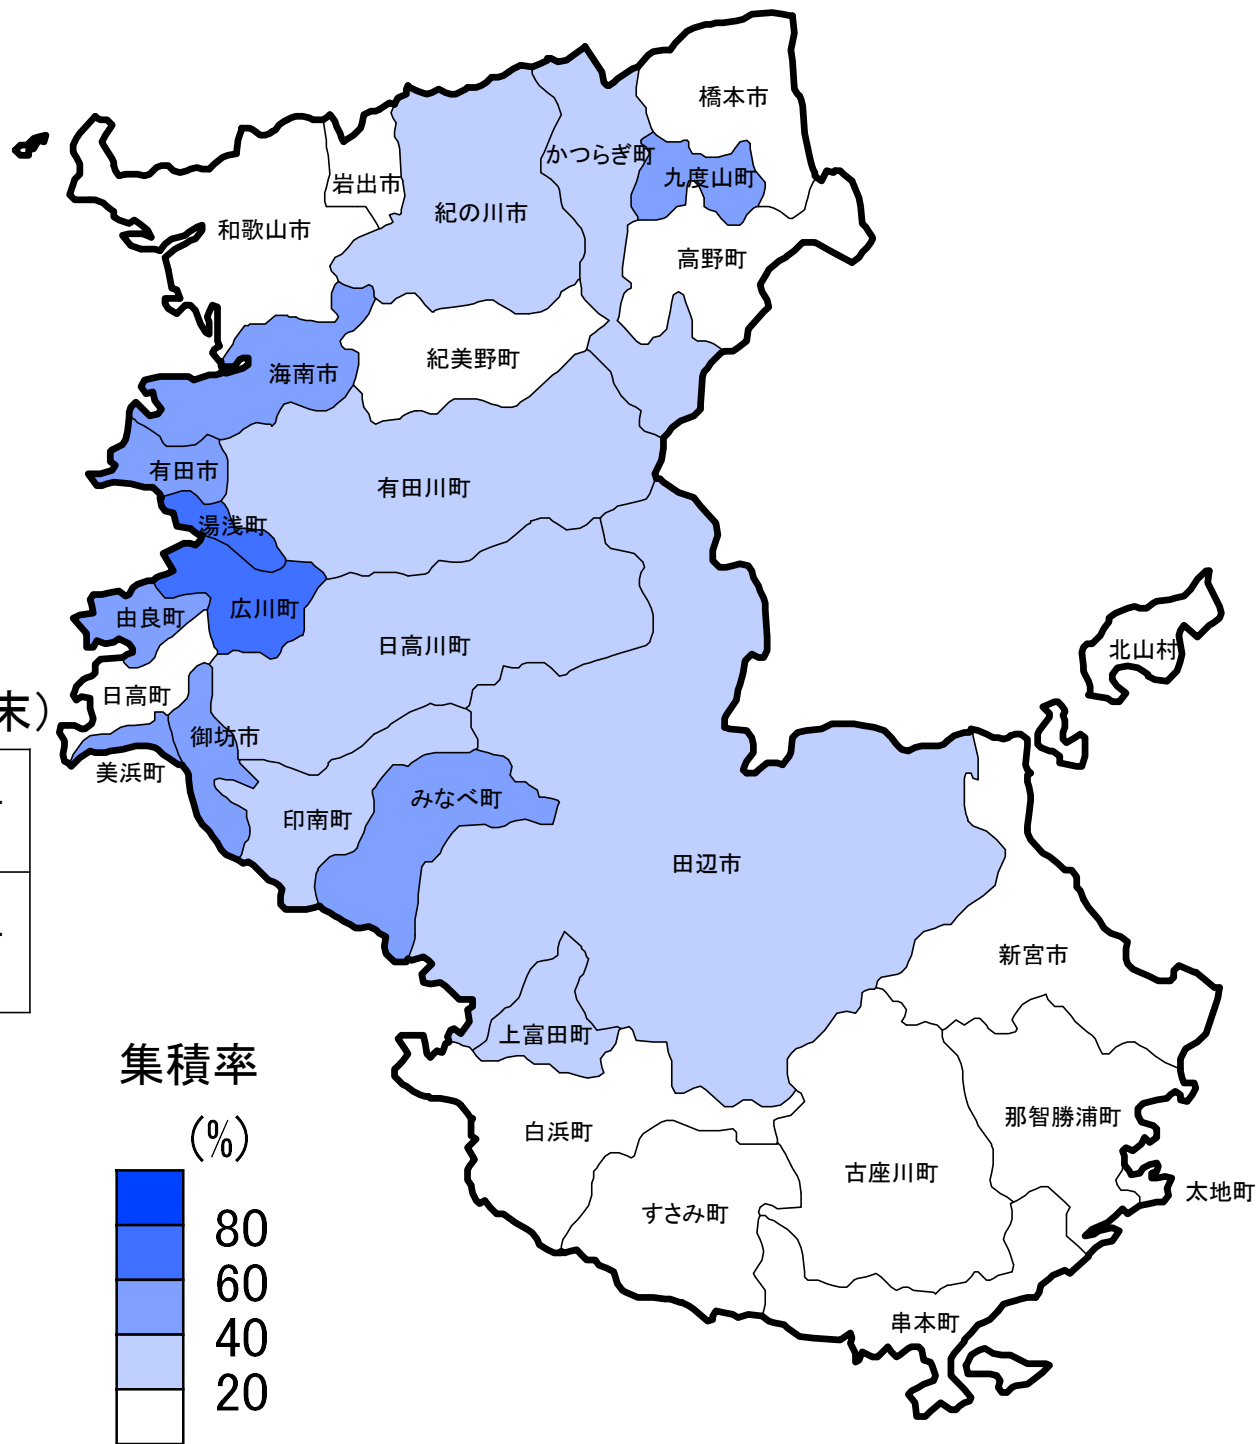 橋本市
かつらぎ町
九度山町
岩出市
紀の川市
和歌山市
高野町
紀美野町
海南市
有田市
有田川町
湯浅町
広川町
由良町
日高川町
北山村
日高町
末)
御坊市
美浜町
みなべ町
印南町
田辺市
新宮市
上富田町
集積率
(%)
那智勝浦町
白浜町
古座川町
太地町
すさみ町
80
60
串本町
40
20